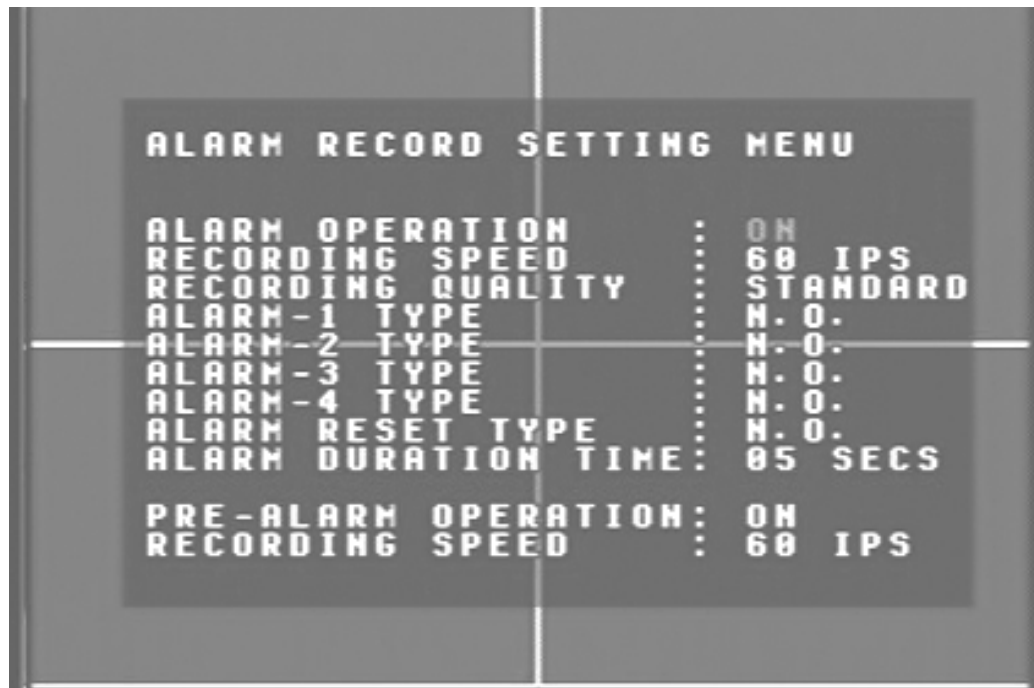 ALARM RECORD SETTING MENU
ALARM OPERATION : ON
RECORDING SPEED : 60 IPS
RECORDING QUALITY : STANDARD
ALARM-1 TYPE : N.O.
ALARM-2 TYPE : N.O.
ALARM-3 TYPE : N.O.
ALARM-4 TYPE : N.O.
ALARM RESET TYPE : N.O.
ALARM DURATION TIME: 05 SECS
PRE-ALARM OPERATION: ON
RECORDING SPEED : 60 IPS